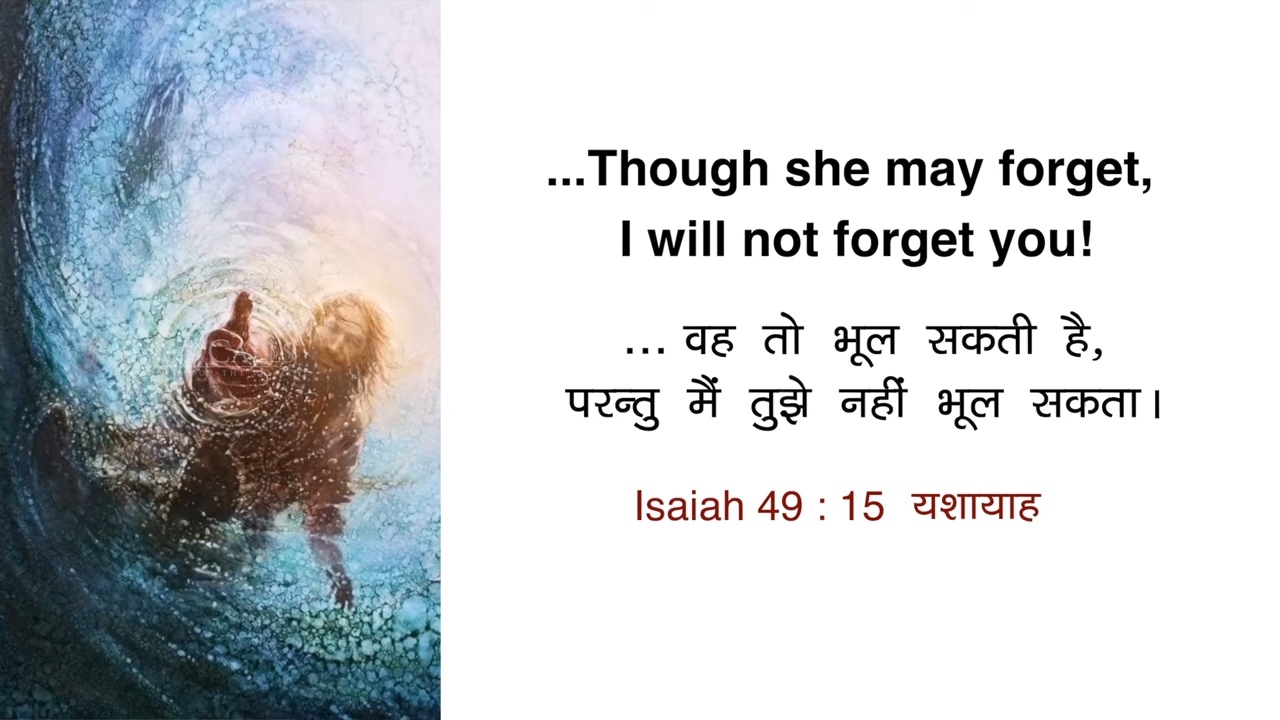 ...Though she may forget,
I will not forget you!
... वह तो भूल सकती है,
परन्तु मैं तुझे नहीं भूल सकता।
Isaiah 49 : 15 यशायाह